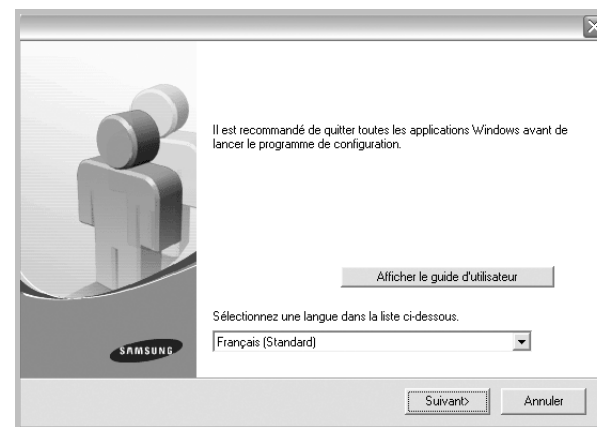 Il est recommandé de quitter toutes les applications Windows avant de
lancer le programme de configuration.
Afficher le guide d'utilisateur
Sélectionnez une langue dans la liste ci-dessous.
Français (Standard)
SAMSUNG
Suivant>
Annuler